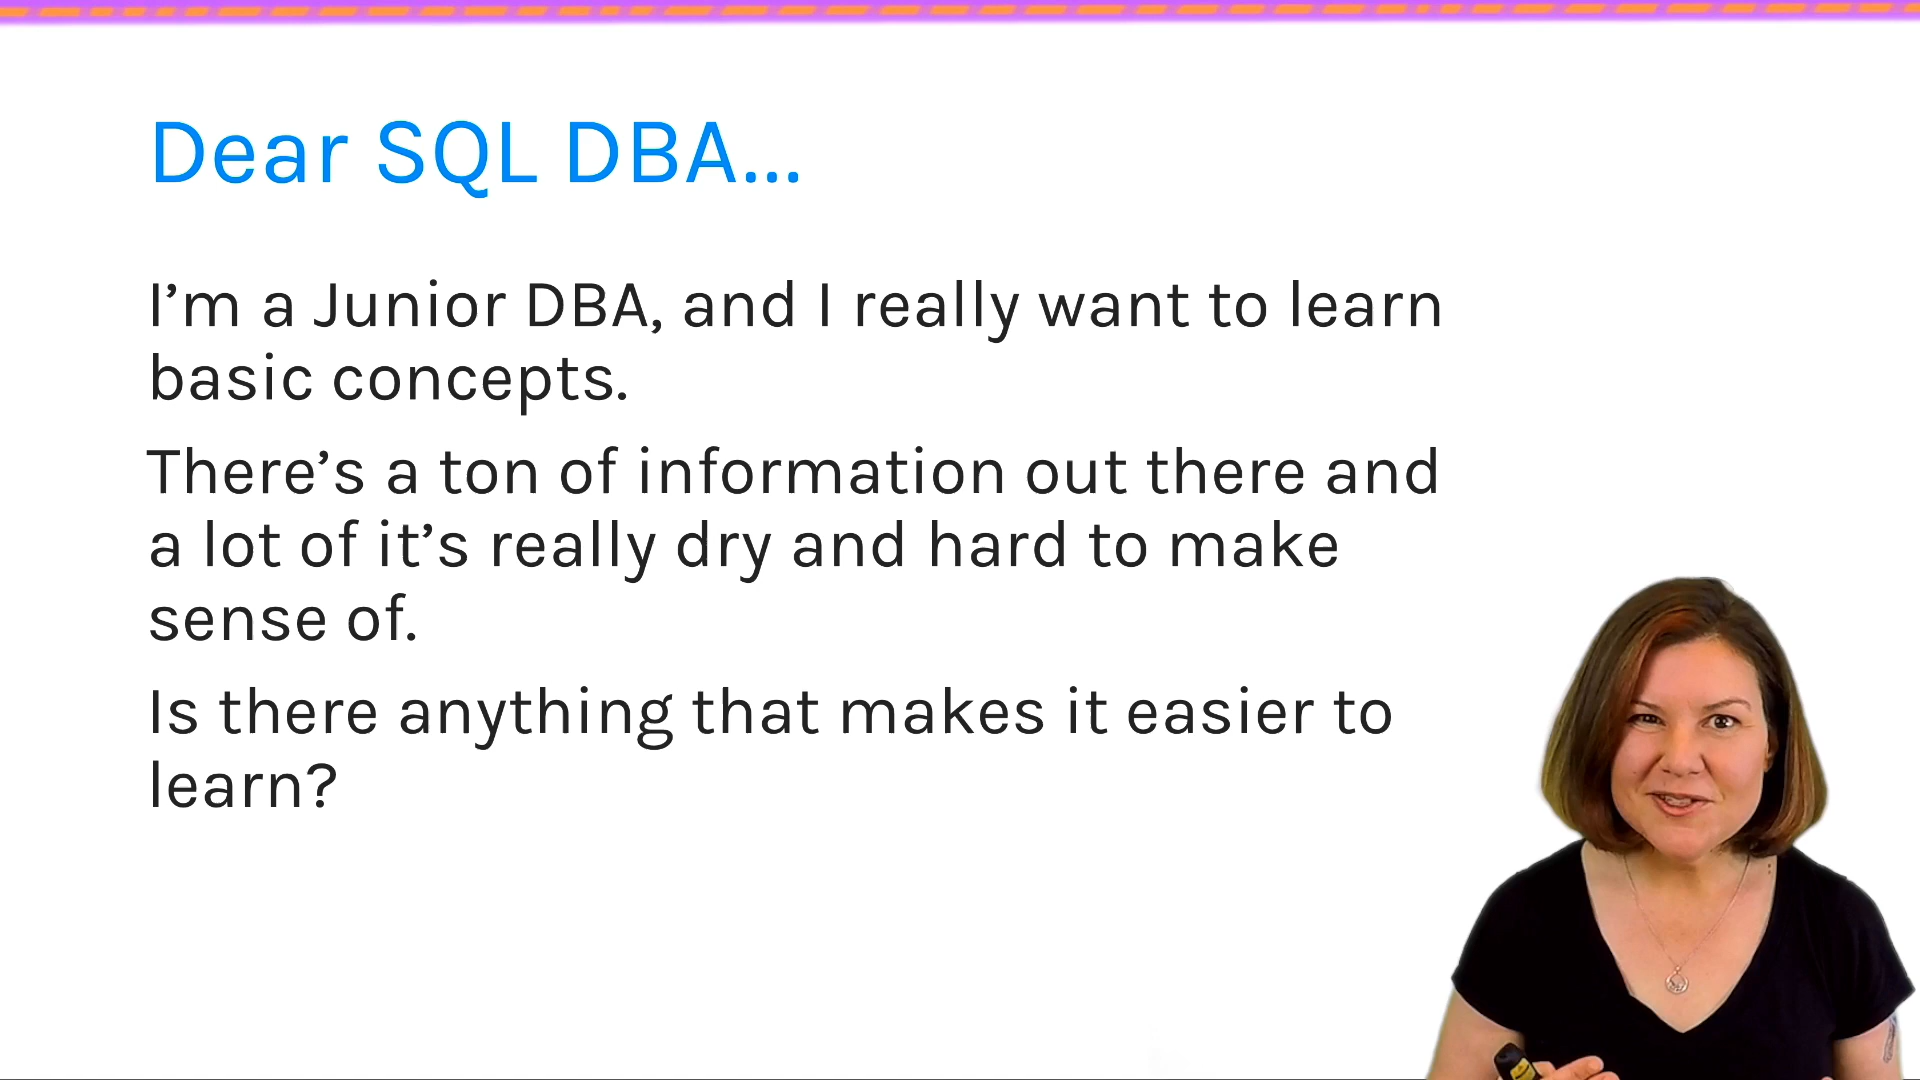 Dear SQL DBA...
I’m a Junior DBA, and I really want to learn
basic concepts.
There’s a ton of information out there and
a lot of it’s really dry and hard to make
sense of.
Is there anything that makes it easier to
learn?